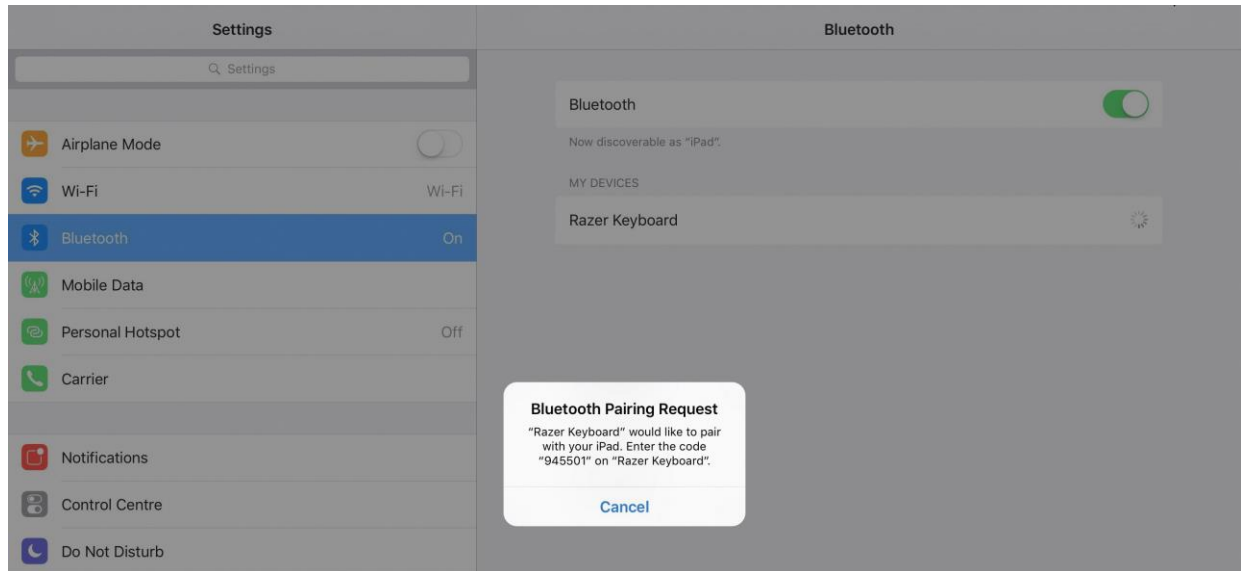 Settings
Settings
Airplane Mode
Wi-Fi Wi-Fi
Bluetooth On
Mobile Data
Personal Hotspot Off
Carrier
Notifications
Control Centre
Do Not Disturb
Bluetooth
Bluetooth
Now discoverable as “iPad”.
MY DEVICES
Razer Keyboard
Bluetooth Pairing Request
“Razer Keyboard” would like to pair
with your iPad. Enter the code
“945501” on “Razer Keyboard”.
Cancel